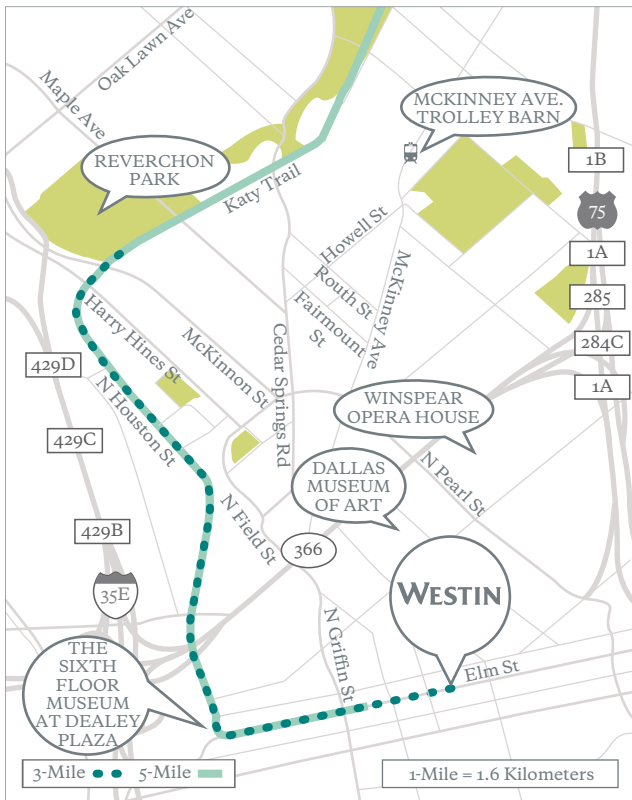 Oak Lawn Ave
Maple Ave
MCKINNEY AVE.
TROLLEY BARN
REVERCHON
PARK
1B
Katy Trail
75
Howell St
1A
Routh St
McKinney Ave
285
Harry Hines St
Fairmount
St
McKinnon St
Cedar Springs Rd
284C
429D
1A
N Houston St
WINSPEAR
OPERA HOUSE
429C
N Pearl St
DALLAS
MUSEUM
OF ART
N Field St
429B
366
35E
WESTIN
N Griffin St
THE
SIXTH
FLOOR
MUSEUM
AT DEALEY
PLAZA
Elm St
3-Mile
5-Mile
1-Mile = 1.6 Kilometers